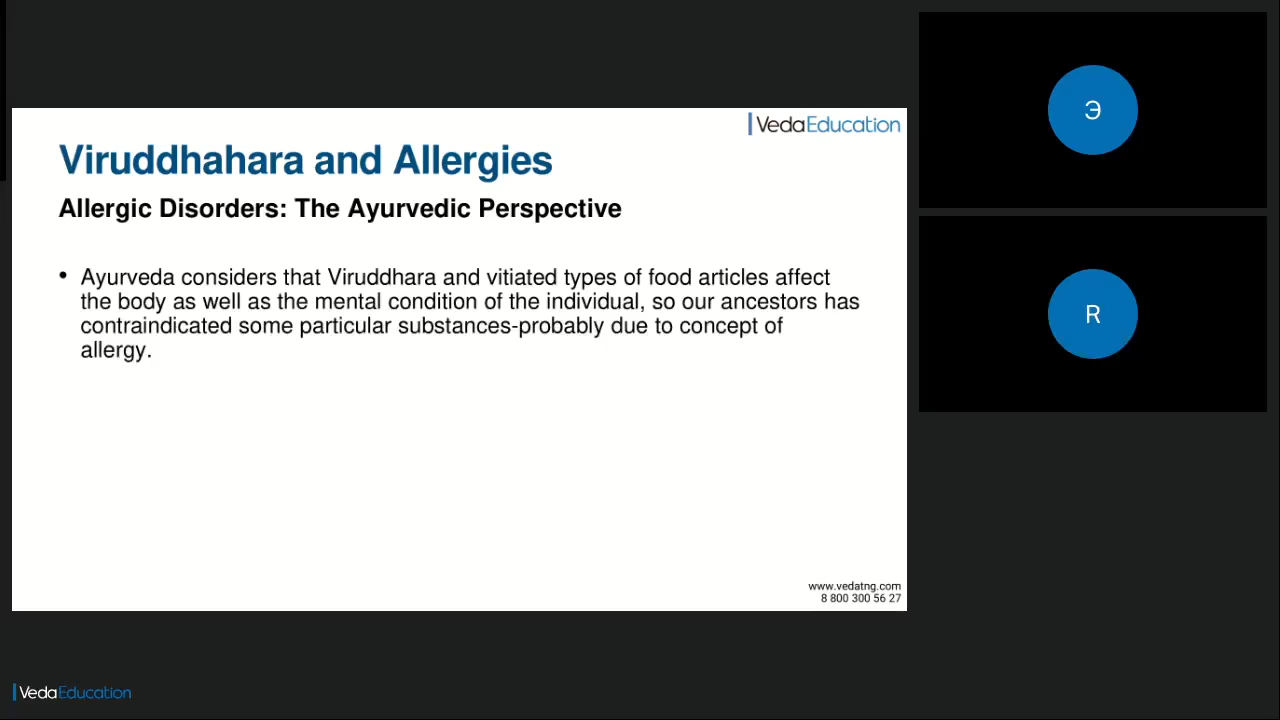 VedaEducation
Viruddhahara and Allergies
Allergic Disorders: The Ayurvedic Perspective
• Ayurveda considers that Viruddhara and vitiated types of food articles affect
the body as well as the mental condition of the individual, so our ancestors has
contraindicated some particular substances-probably due to concept of
allergy.
www.vedatng.com
8 800 300 56 27
Э
R
VedaEducation